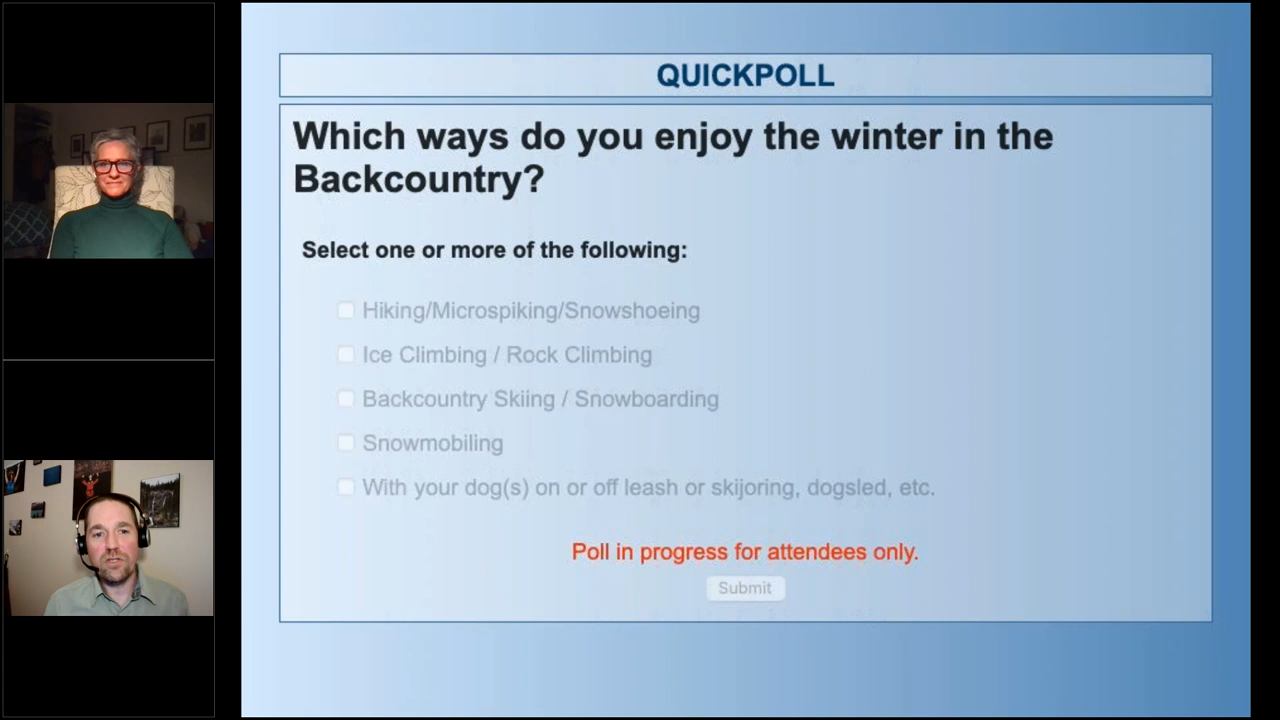 QUICKPOLL
Which ways do you enjoy the winter in the
Backcountry?
Select one or more of the following:
Hiking/Microspiking/Snowshoeing
Ice Climbing / Rock Climbing
Backcountry Skiing / Snowboarding
Snowmobiling
With your dog(s) on or off leash or skijoring, dogsled, etc.
Poll in progress for attendees only.
Submit